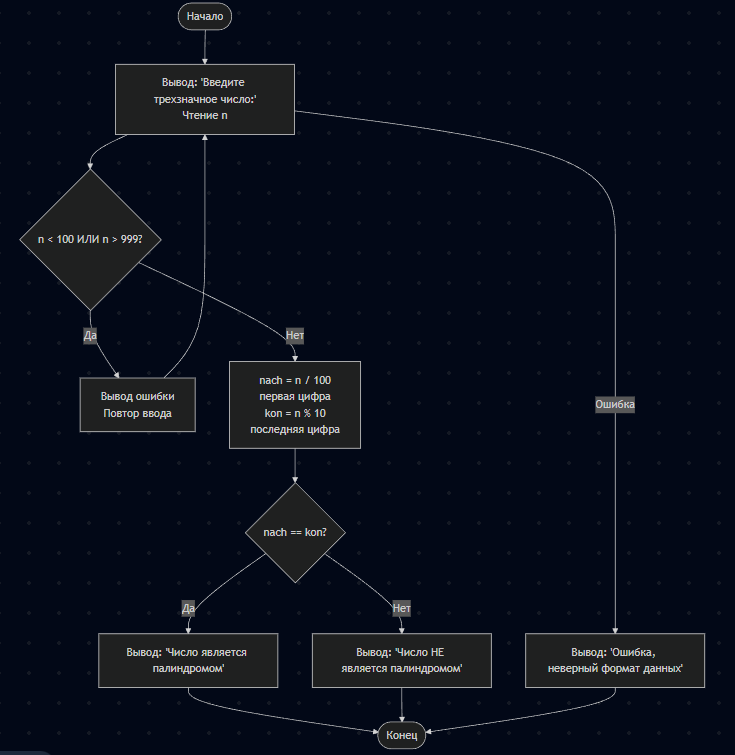 Начало
Вывод: 'Введите
трехзначное число:'
Чтение n
n < 100 ИЛИ n > 999?
Да
Нет
Вывод ошибки
Повтор ввода
nach = n / 100
первая цифра
kon = n % 10
последняя цифра
Ошибка
nach == kon?
Да
Нет
Вывод: 'Число является
палиндромом'
Вывод: 'Число НЕ
является палиндромом'
Вывод: 'Ошибка,
неверный формат данных'
Конец